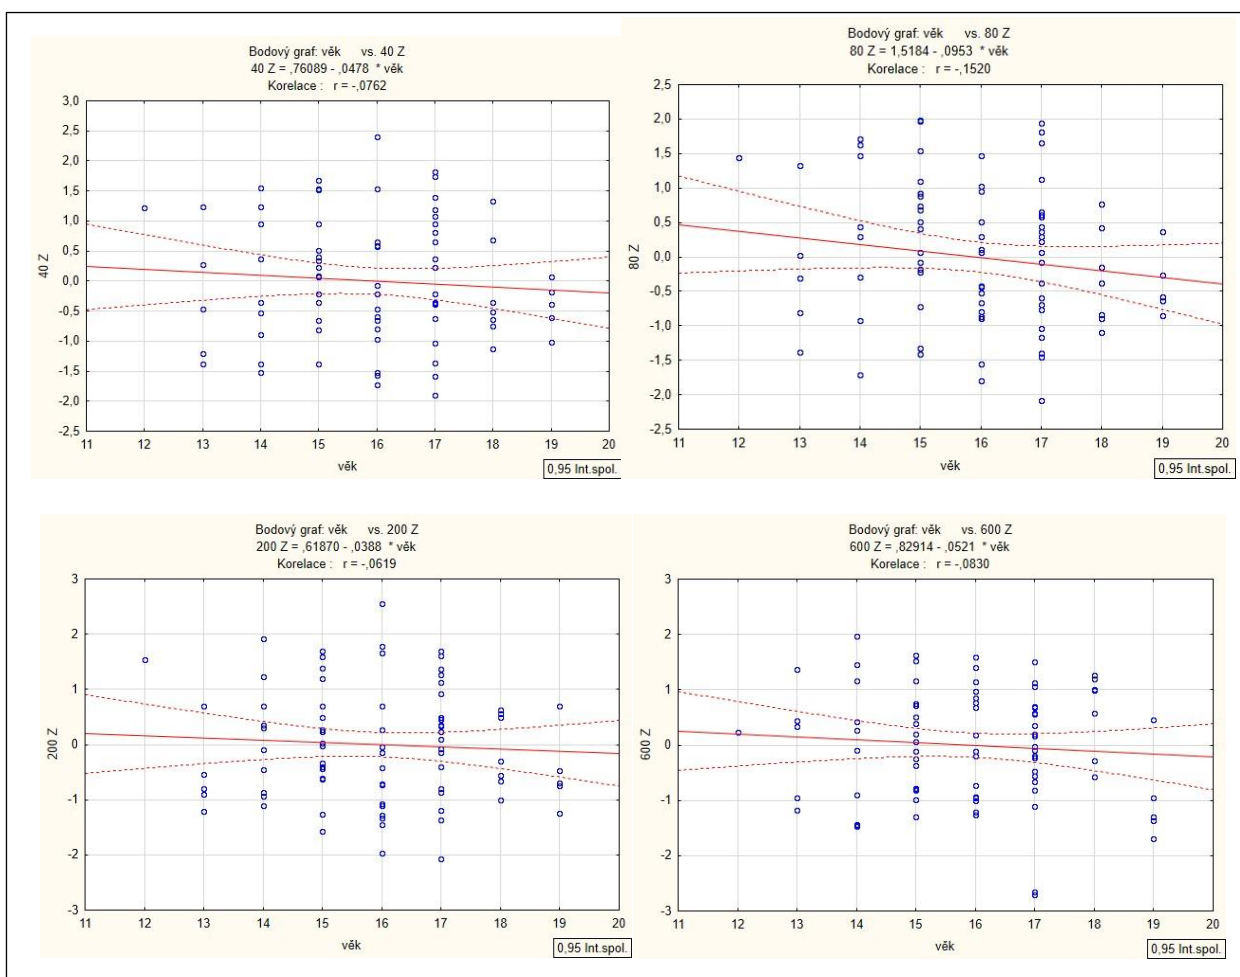 Bodový graf: věk vs. 40 Z
40 Z = ,76089 - ,0478 * věk
Korelace : r = -,0762
3,0
2,5
2,0
1,5
1,0
0,5
0,0
-0,5
-1,0
-1,5
-2,0
-2,5
40 Z
11 12 13 14 15 16 17 18 19 20
věk
0,95 Int.spol.
Bodový graf: věk vs. 80 Z
80 Z = 1,5184 - ,0953 * věk
Korelace : r = -,1520
2,5
2,0
1,5
1,0
0,5
0,0
-0,5
-1,0
-1,5
-2,0
-2,5
80 Z
11 12 13 14 15 16 17 18 19 20
věk
0,95 Int.spol.
Bodový graf: věk vs. 200 Z
200 Z = ,61870 - ,0388 * věk
Korelace : r = -,0619
3
2
1
0
-1
-2
-3
200 Z
11 12 13 14 15 16 17 18 19 20
věk
0,95 Int.spol.
Bodový graf: věk vs. 600 Z
600 Z = ,82914 - ,0521 * věk
Korelace : r = -,0830
3
2
1
0
-1
-2
-3
600 Z
11 12 13 14 15 16 17 18 19 20
věk
0,95 Int.spol.